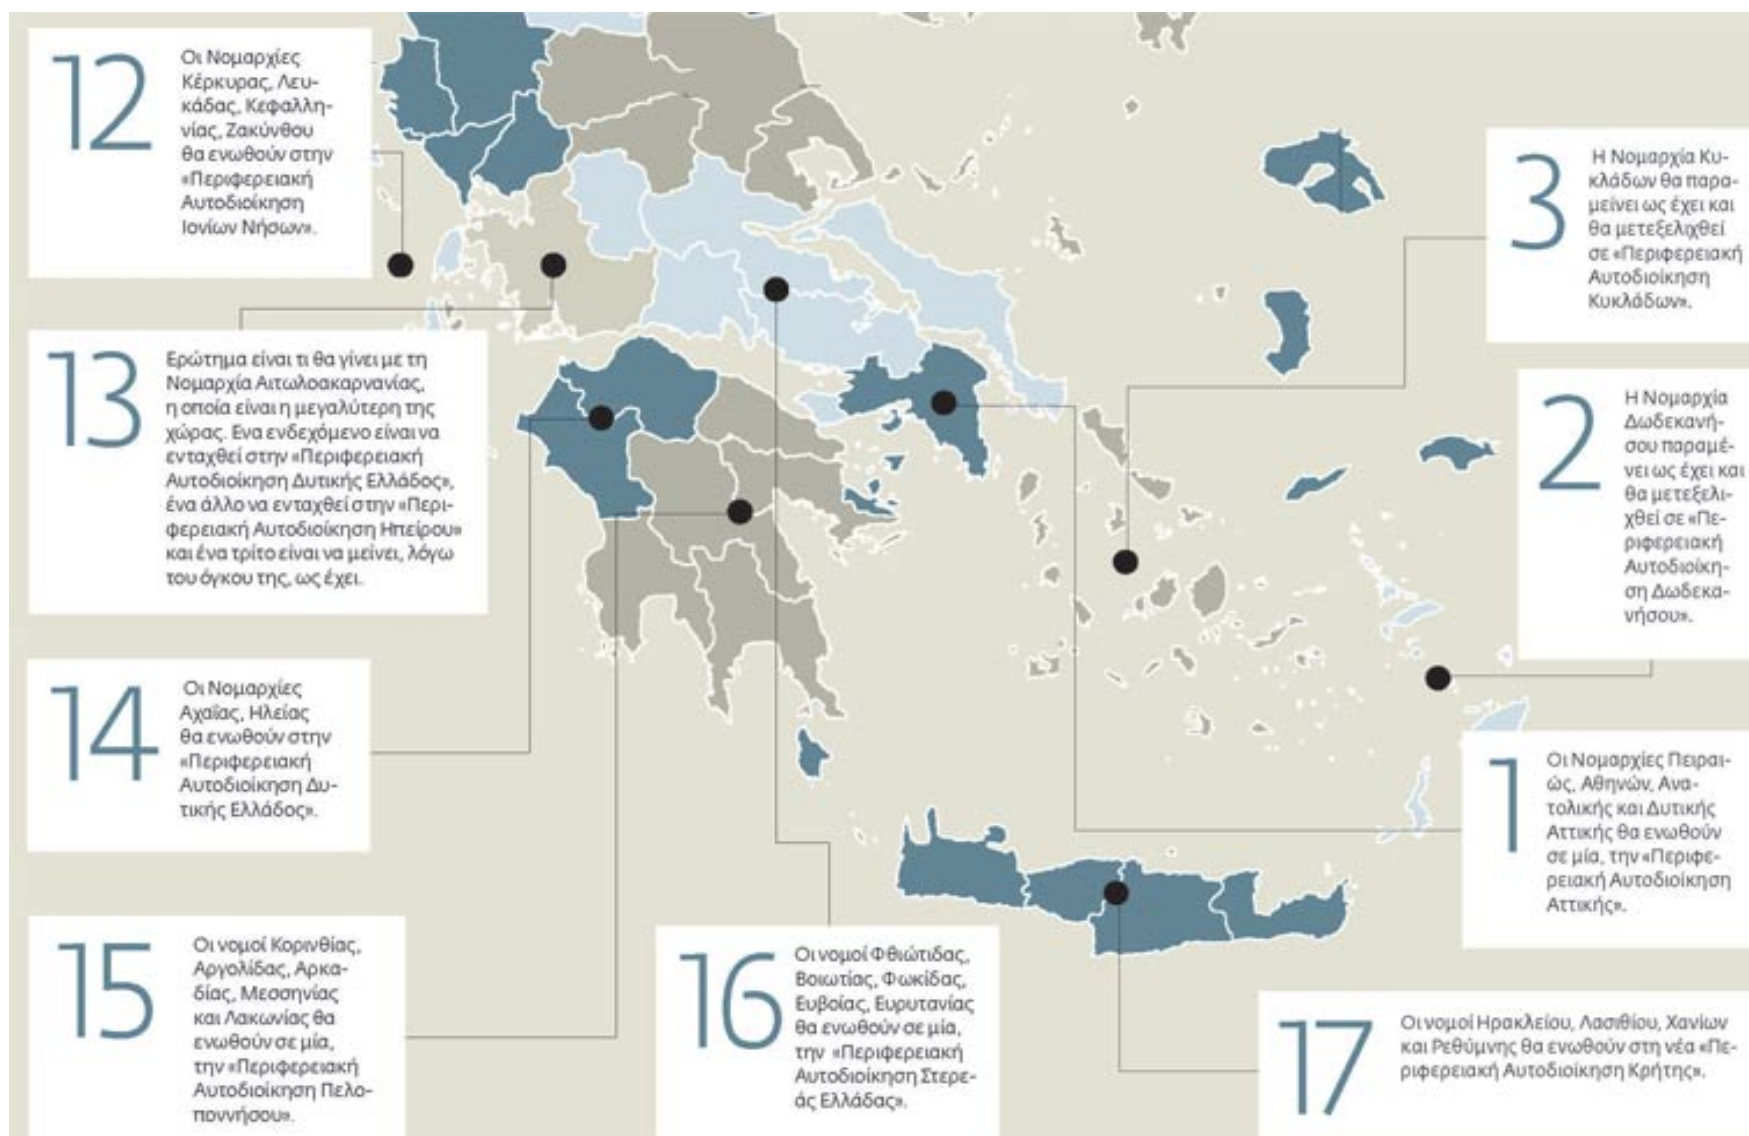 12
Οι Νομαρχίες
Κέρκυρας, Λευ-
κάδας, Κεφαλλη-
νίας, Ζακύνθου
θα ενωθούν στην
«Περιφερειακή
Αυτοδιοίκηση
Ιονίων Νήσων».
13
Ερώτημα είναι τι θα γίνει με τη
Νομαρχία Αιτωλοακαρνανίας,
η οποία είναι η μεγαλύτερη της
χώρας. Ενα ενδεχόμενο είναι να
ενταχθεί στην «Περιφερειακή
Αυτοδιοίκηση Δυτικής Ελλάδος»,
ένα άλλο να ενταχθεί στην «Περι-
φερειακή Αυτοδιοίκηση Ηπείρου»
και ένα τρίτο είναι να μείνει, λόγω
του όγκου της, ως έχει.
14
Οι Νομαρχίες
Αχαΐας, Ηλείας
θα ενωθούν στην
«Περιφερειακή
Αυτοδιοίκηση Δυ-
τικής Ελλάδος».
15
Οι νομοί Κορινθίας,
Αργολίδας, Αρκα-
δίας, Μεσσηνίας
και Λακωνίας θα
ενωθούν σε μία,
την «Περιφερειακή
Αυτοδιοίκηση Πελο-
ποννήσου».
16
Οι νομοί Φθιώτιδας,
Βοιωτίας, Φωκίδας,
Ευβοίας, Ευρυτανίας
θα ενωθούν σε μία,
την «Περιφερειακή
Αυτοδιοίκηση Στερε-
άς Ελλάδας».
3
Η Νομαρχία Κυ-
κλάδων θα παρα-
μείνει ως έχει και
θα μετεξελιχθεί
σε «Περιφερειακή
Αυτοδιοίκηση
Κυκλάδων».
2
Η Νομαρχία
Δωδεκανή-
σου παραμέ-
νει ως έχει και
θα μετεξελι-
χθεί σε «Πε-
ριφερειακή
Αυτοδιοίκη-
ση Δωδεκα-
νήσου».
1
Οι Νομαρχίες Πειραι-
ώς, Αθηνών, Ανα-
τολικής και Δυτικής
Αττικής θα ενωθούν
σε μία, την «Περιφε-
ρειακή Αυτοδιοίκηση
Αττικής».
17
Οι νομοί Ηρακλείου, Λασιθίου, Χανίων
και Ρεθύμνης θα ενωθούν στη νέα «Πε-
ριφερειακή Αυτοδιοίκηση Κρήτης».